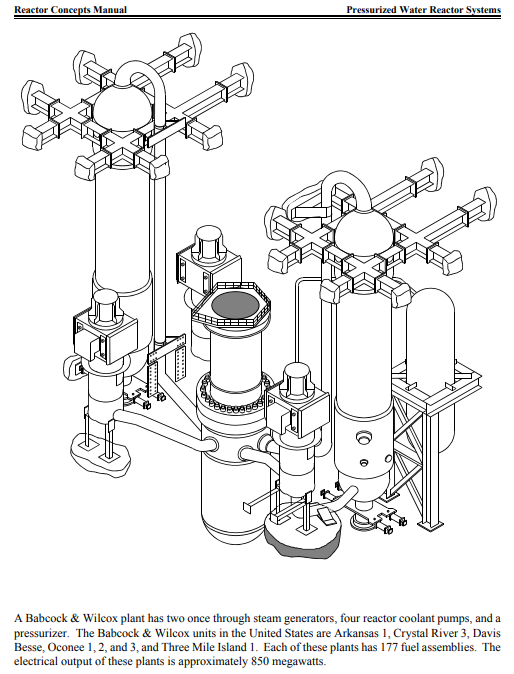 Reactor Concepts Manual Pressurized Water Reactor Systems
A Babcock & Wilcox plant has two once through steam generators, four reactor coolant pumps, and a
pressurizer. The Babcock & Wilcox units in the United States are Arkansas 1, Crystal River 3, Davis
Besse, Oconee 1, 2, and 3, and Three Mile Island 1. Each of these plants has 177 fuel assemblies. The
electrical output of these plants is approximately 850 megawatts.